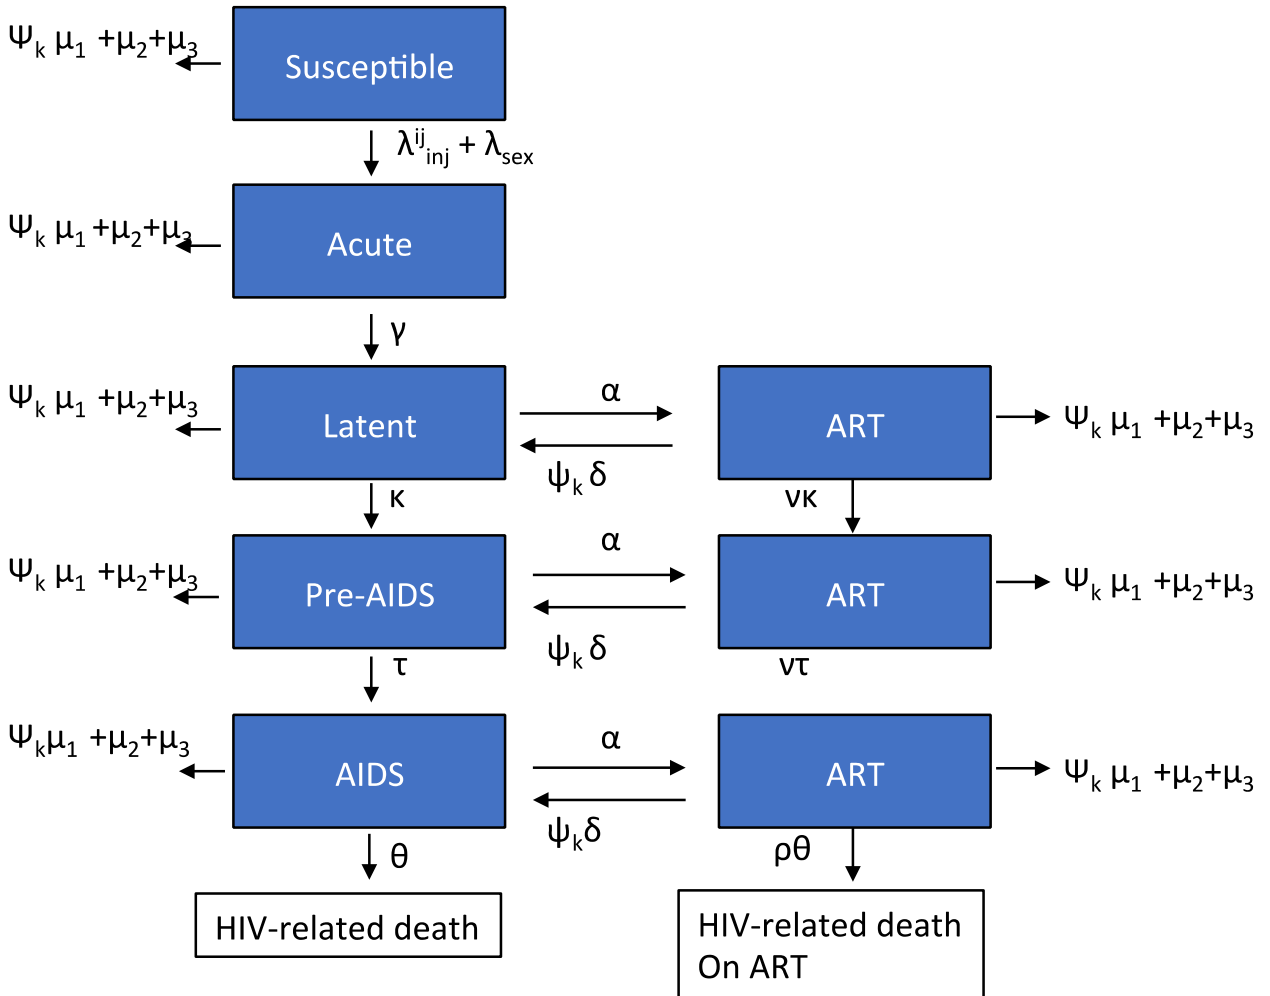 Ψk μ1 +μ2+μ3
Susceptible
λ^ij_inj + λsex
Ψk μ1 +μ2+μ3
Acute
γ
Ψk μ1 +μ2+μ3
Latent
α
ψk δ
ART
Ψk μ1 +μ2+μ3
κ
νκ
Ψk μ1 +μ2+μ3
Pre-AIDS
α
ψk δ
ART
Ψk μ1 +μ2+μ3
τ
ντ
Ψkμ1 +μ2+μ3
AIDS
α
ψkδ
ART
Ψk μ1 +μ2+μ3
θ
ρθ
HIV-related death
HIV-related death
On ART